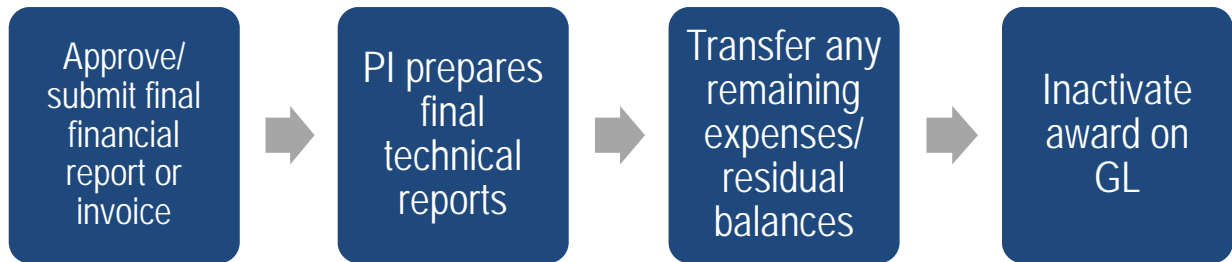 Approve/
submit final
financial
report or
invoice
PI prepares
final
technical
reports
Transfer any
remaining
expenses/
residual
balances
Inactivate
award on
GL